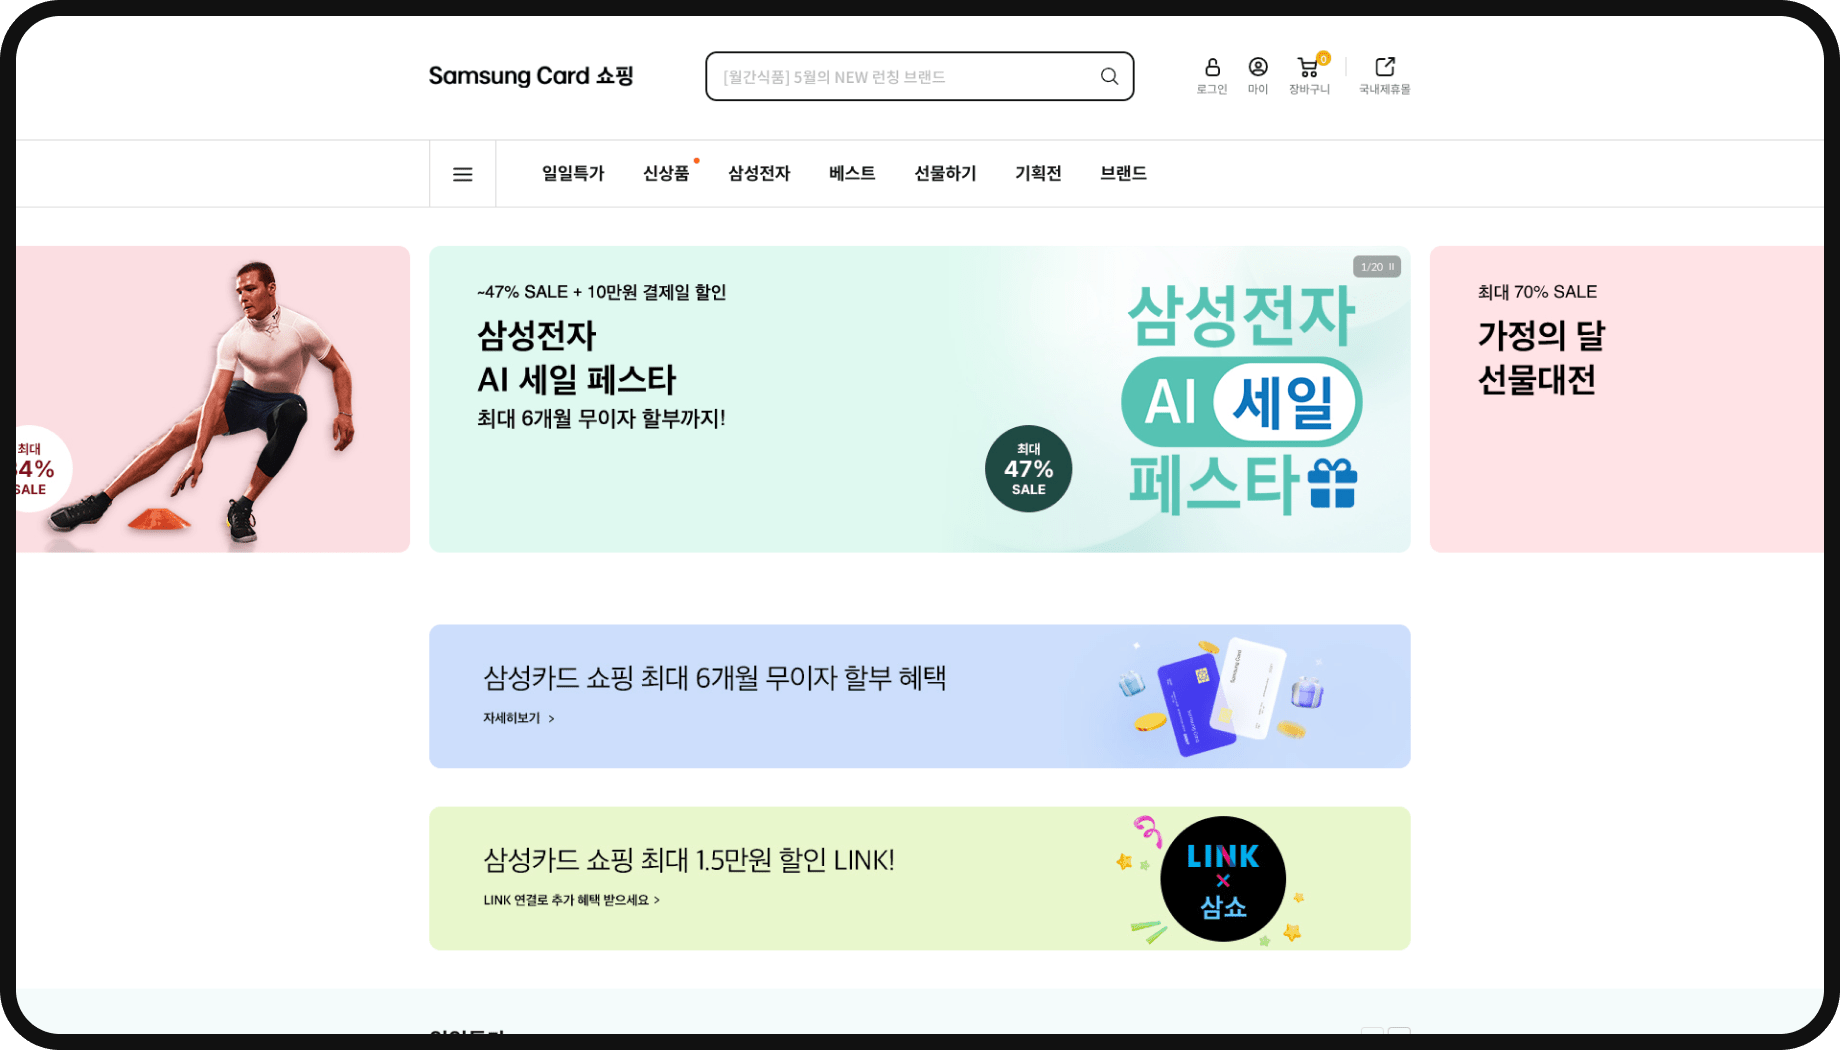 Samsung Card 쇼핑
[월간식품] 5월의 NEW 런칭 브랜드
로그인
마이
0
장바구니
국내제휴몰
일일특가
신상품
삼성전자
베스트
선물하기
기획전
브랜드
최대
34%
SALE
~47% SALE + 10만원 결제일 할인
삼성전자
AI 세일 페스타
최대 6개월 무이자 할부까지!
최대
47%
SALE
1/20
삼성전자
AI 세일
페스타
최대 70% SALE
가정의 달
선물대전
삼성카드 쇼핑 최대 6개월 무이자 할부 혜택
자세히보기 >
Samsung Card
삼성카드 쇼핑 최대 1.5만원 할인 LINK!
LINK 연결로 추가 혜택 받으세요 >
LINK
×
삼쇼
일일특가